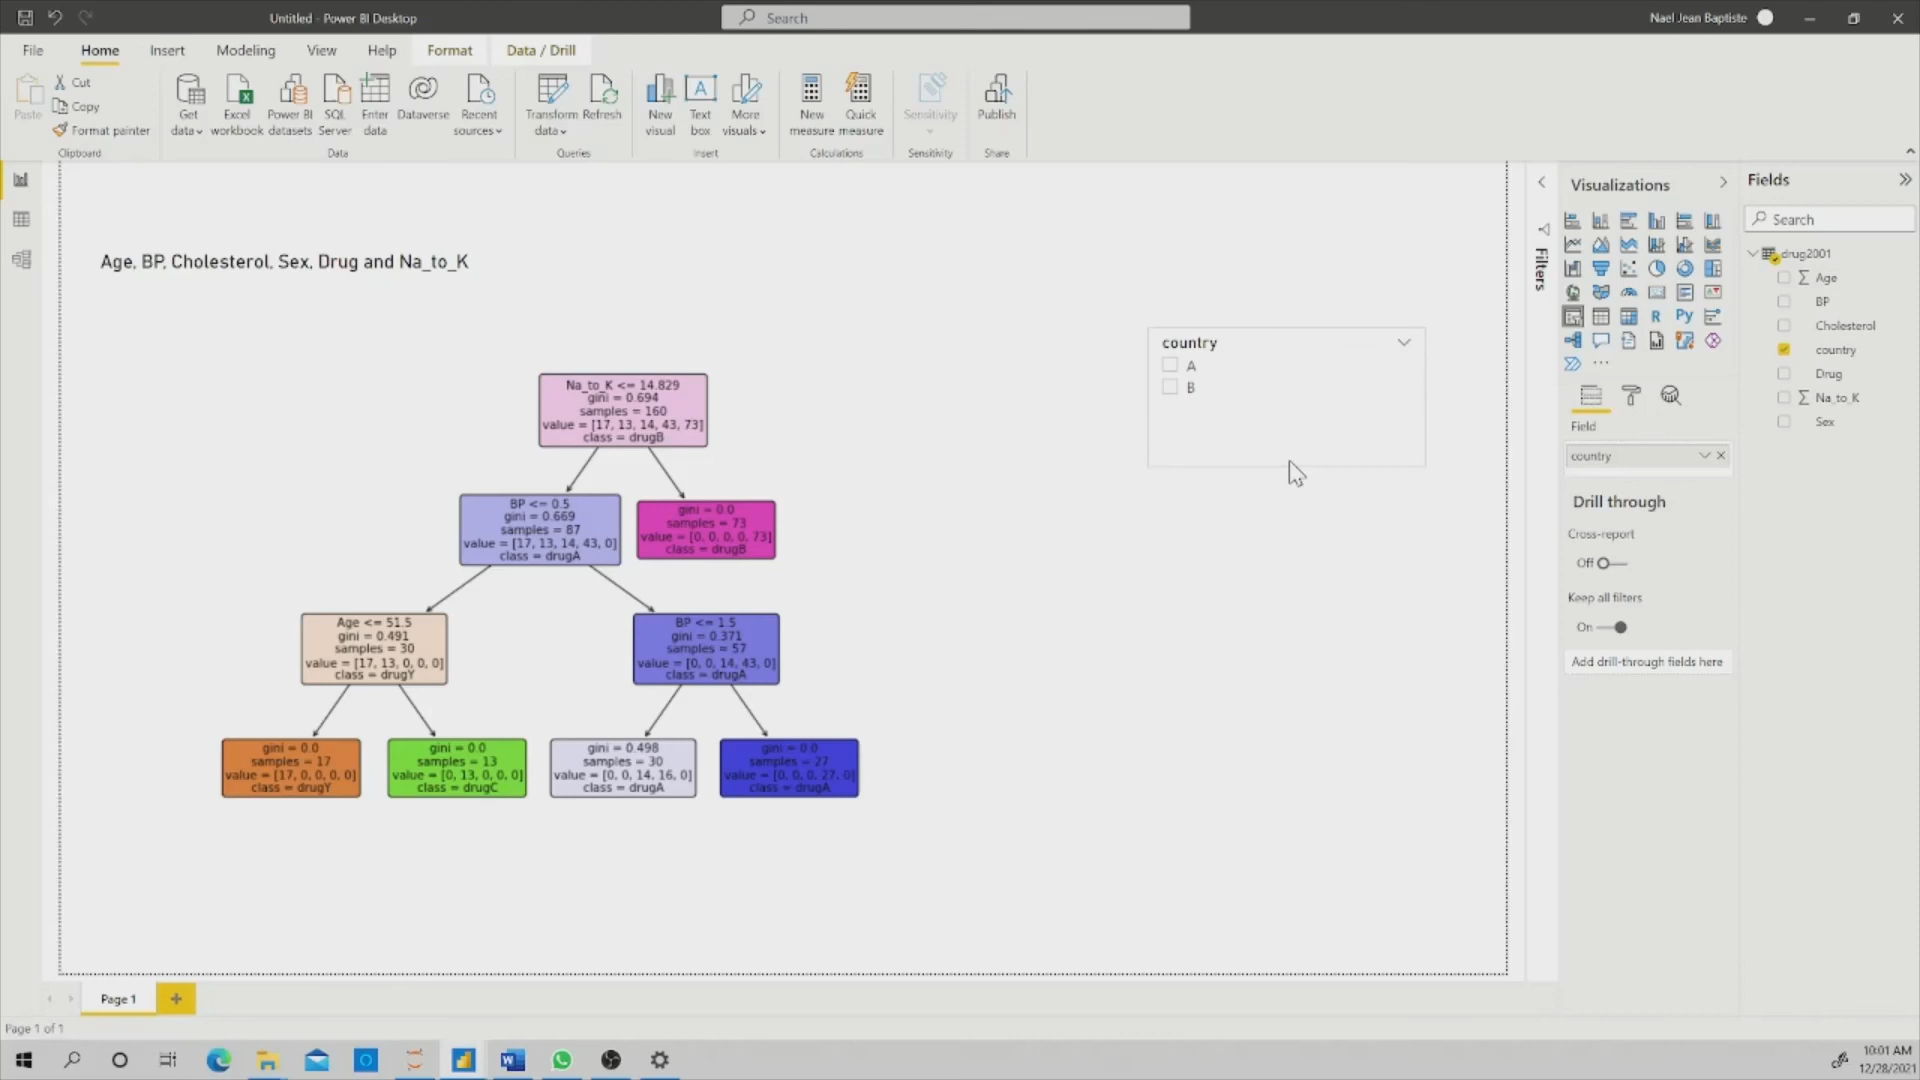 Untitled - Power BI Desktop
Search
Nael Jean Baptiste
File
Home
Insert
Modeling
View
Help
Format
Data / Drill
Paste
Cut
Copy
Format painter
Clipboard
Get data
Excel workbook
Power BI datasets
SQL Server
Enter data
Dataverse
Recent sources
Data
Transform data
Refresh
Queries
New visual
Text box
More visuals
Insert
New measure
Quick measure
Calculations
Sensitivity
Sensitivity
Publish
Share
Age, BP, Cholesterol, Sex, Drug and Na_to_K
Na_to_K <= 14.829
gini = 0.694
samples = 160
value = [17, 13, 14, 43, 73]
class = drugB
BP <= 0.5
gini = 0.669
samples = 87
value = [17, 13, 14, 43, 0]
class = drugA
gini = 0.0
samples = 73
value = [0, 0, 0, 0, 73]
class = drugB
Age <= 51.5
gini = 0.491
samples = 30
value = [17, 13, 0, 0, 0]
class = drugY
BP <= 1.5
gini = 0.371
samples = 57
value = [0, 0, 14, 43, 0]
class = drugA
gini = 0.0
samples = 17
value = [17, 0, 0, 0, 0]
class = drugY
gini = 0.0
samples = 13
value = [0, 13, 0, 0, 0]
class = drugC
gini = 0.498
samples = 30
value = [0, 0, 14, 16, 0]
class = drugA
gini = 0.0
samples = 27
value = [0, 0, 0, 27, 0]
class = drugA
country
A
B
Filters
Visualizations
R
Py
Field
country
Drill through
Cross-report
Off
Keep all filters
On
Add drill-through fields here
Fields
Search
drug2001
Age
BP
Cholesterol
country
Drug
Na_to_K
Sex
Page 1
Page 1 of 1
10:01 AM
12/28/2021